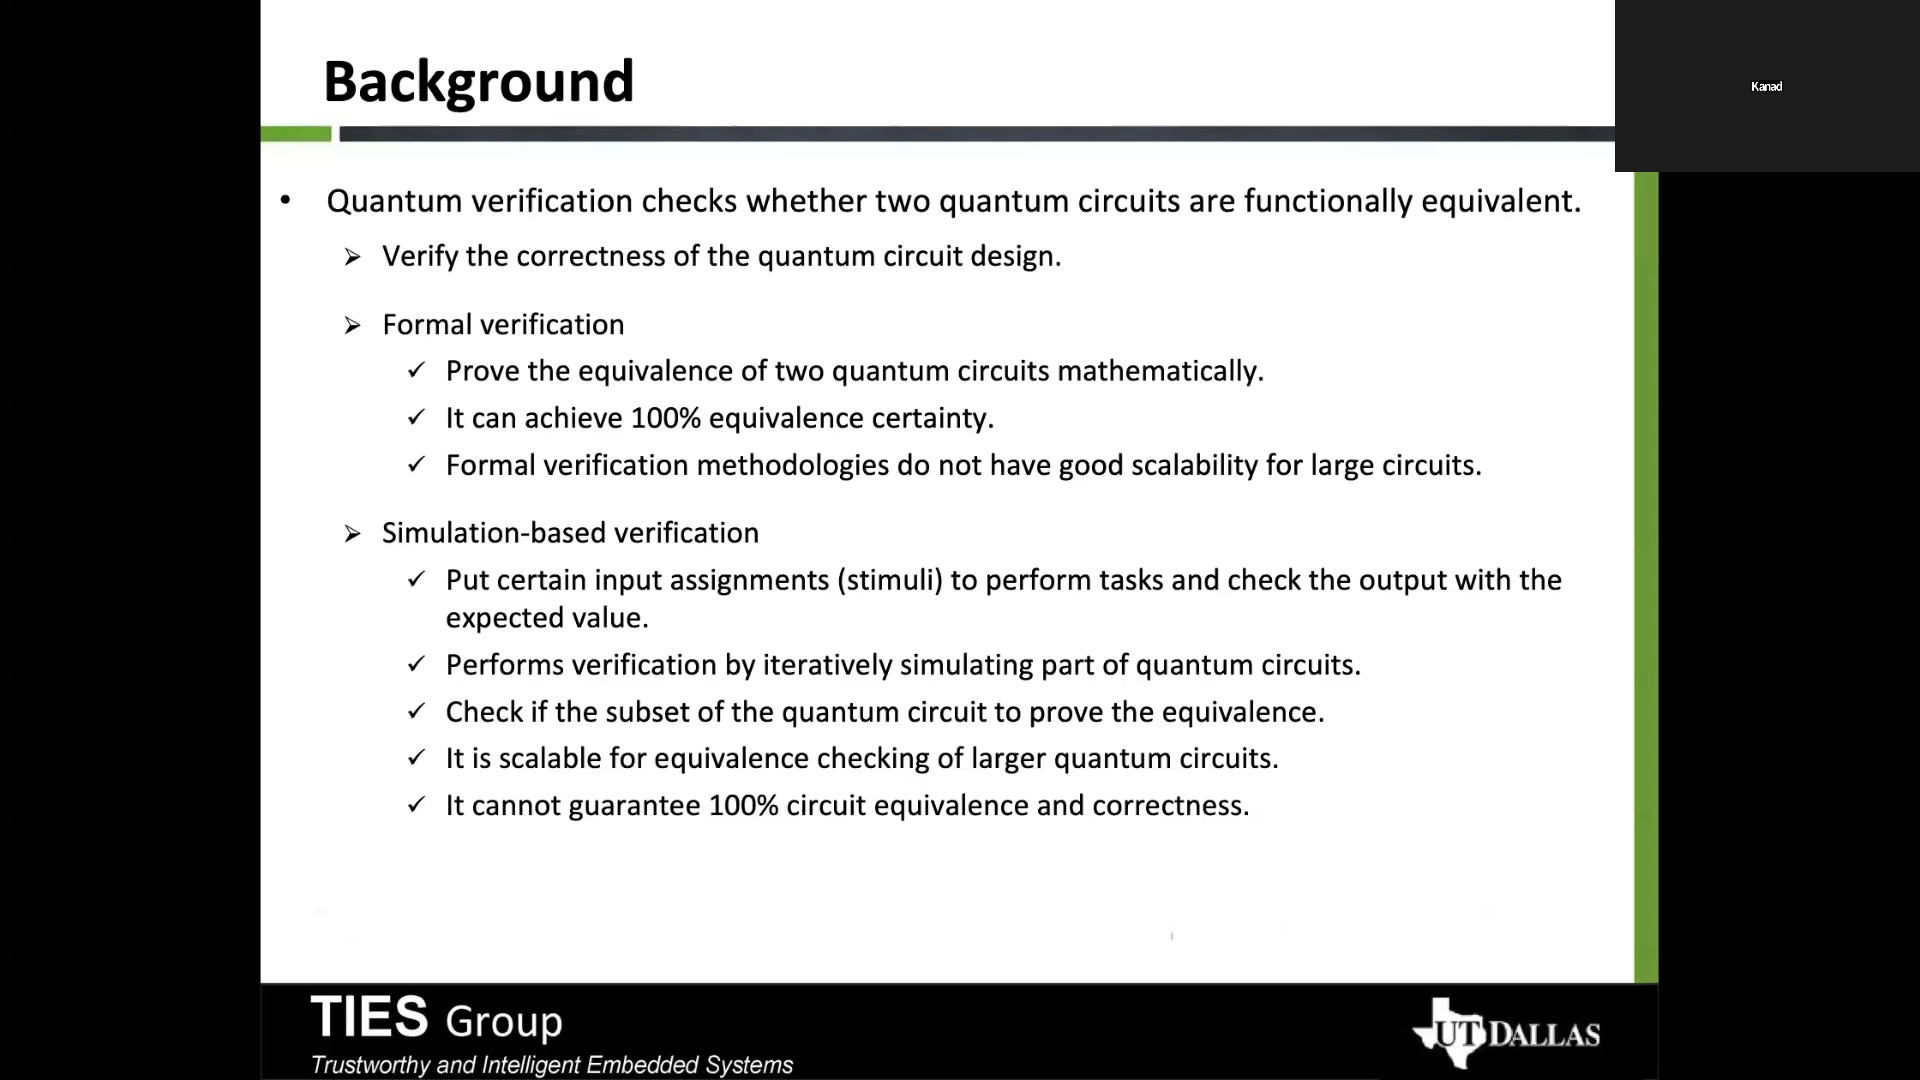 Background
Kanad
• Quantum verification checks whether two quantum circuits are functionally equivalent.
➢ Verify the correctness of the quantum circuit design.
➢ Formal verification
✓ Prove the equivalence of two quantum circuits mathematically.
✓ It can achieve 100% equivalence certainty.
✓ Formal verification methodologies do not have good scalability for large circuits.
➢ Simulation-based verification
✓ Put certain input assignments (stimuli) to perform tasks and check the output with the
expected value.
✓ Performs verification by iteratively simulating part of quantum circuits.
✓ Check if the subset of the quantum circuit to prove the equivalence.
✓ It is scalable for equivalence checking of larger quantum circuits.
✓ It cannot guarantee 100% circuit equivalence and correctness.
TIES Group
Trustworthy and Intelligent Embedded Systems
UT DALLAS